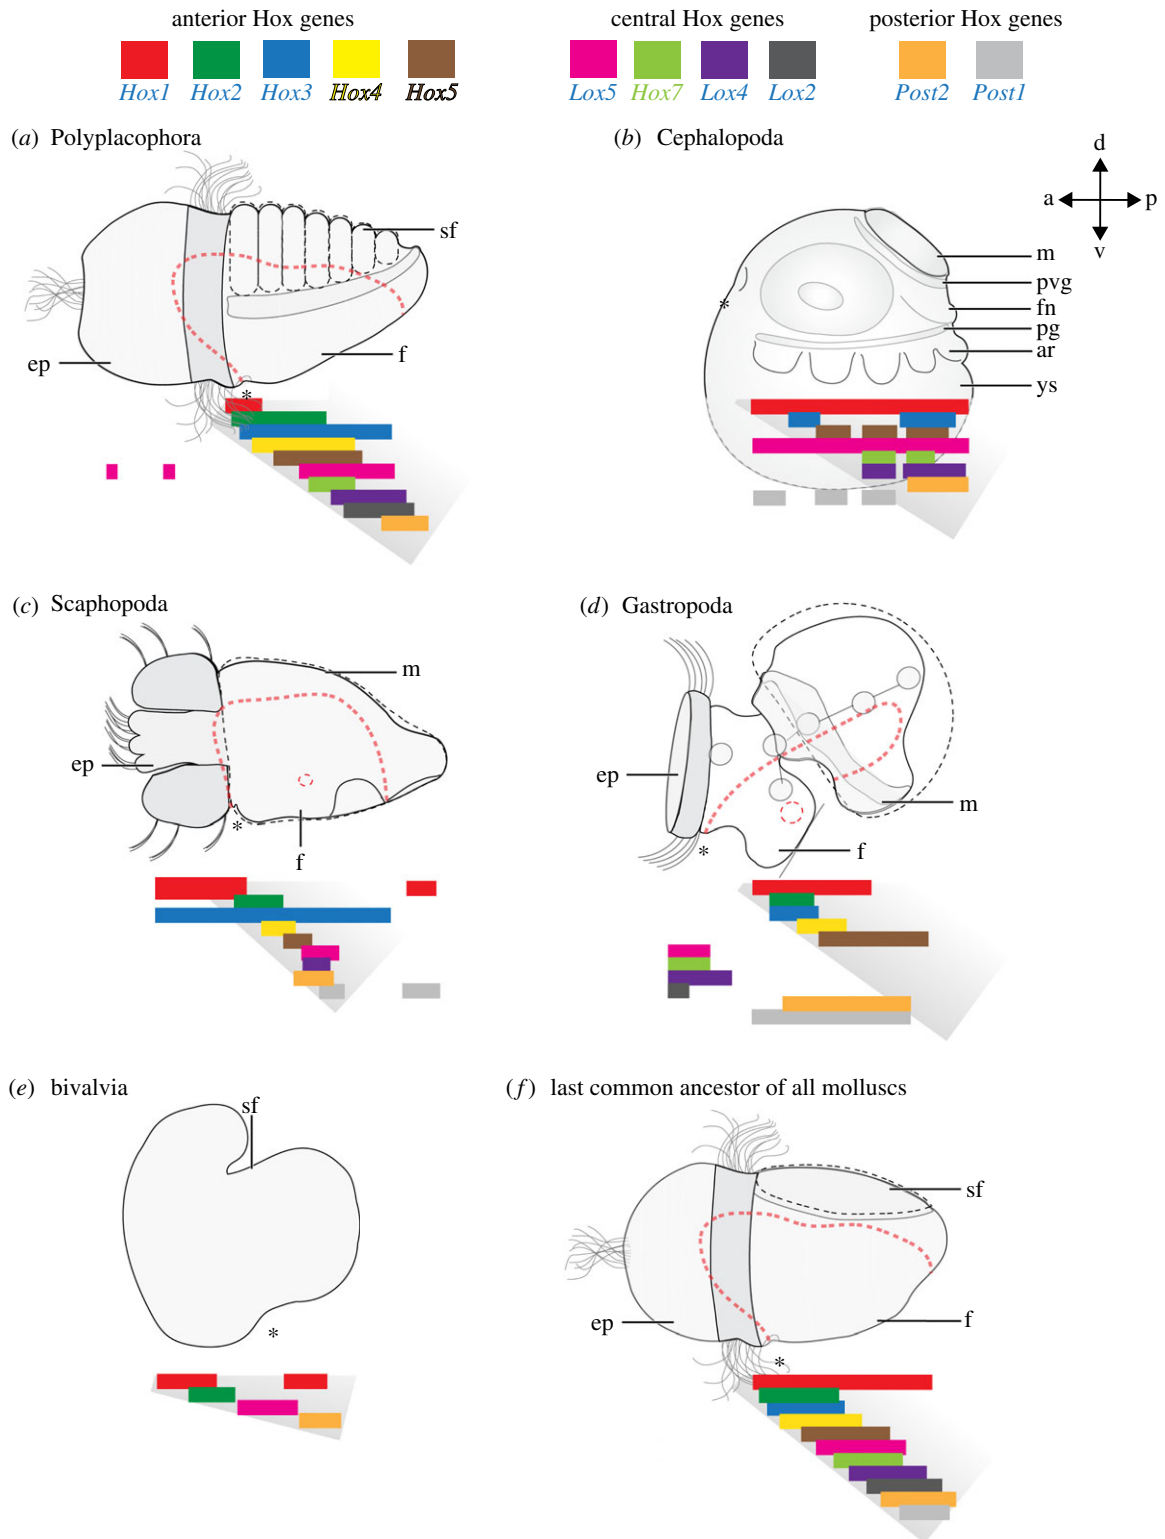 anterior Hox genes central Hox genes posterior Hox genes
Hox1 Hox2 Hox3 Hox4 Hox5 Lox5 Hox7 Lox4 Lox2 Post2 Post1
(a) Polyplacophora
sf
ep
f
*
(b) Cephalopoda
d
a p
v
m
pvg
fn
pg
ar
ys
*
(c) Scaphopoda
m
ep
*
f
(d) Gastropoda
ep
m
*
f
(e) bivalvia
sf
*
(f) last common ancestor of all molluscs
sf
ep
f
*